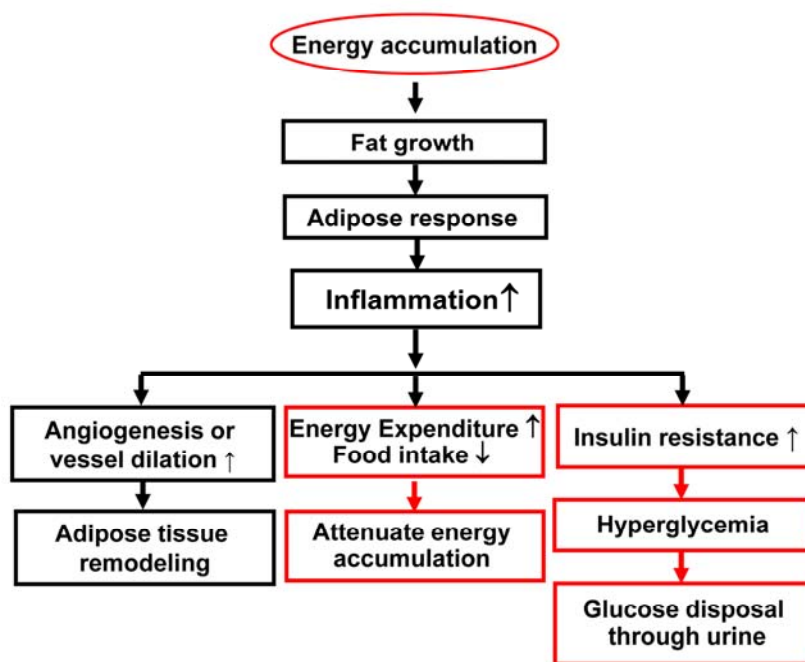 Energy accumulation
Fat growth
Adipose response
Inflammation ↑
Angiogenesis or
vessel dilation ↑
Energy Expenditure ↑
Food intake ↓
Insulin resistance ↑
Adipose tissue
remodeling
Attenuate energy
accumulation
Hyperglycemia
Glucose disposal
through urine